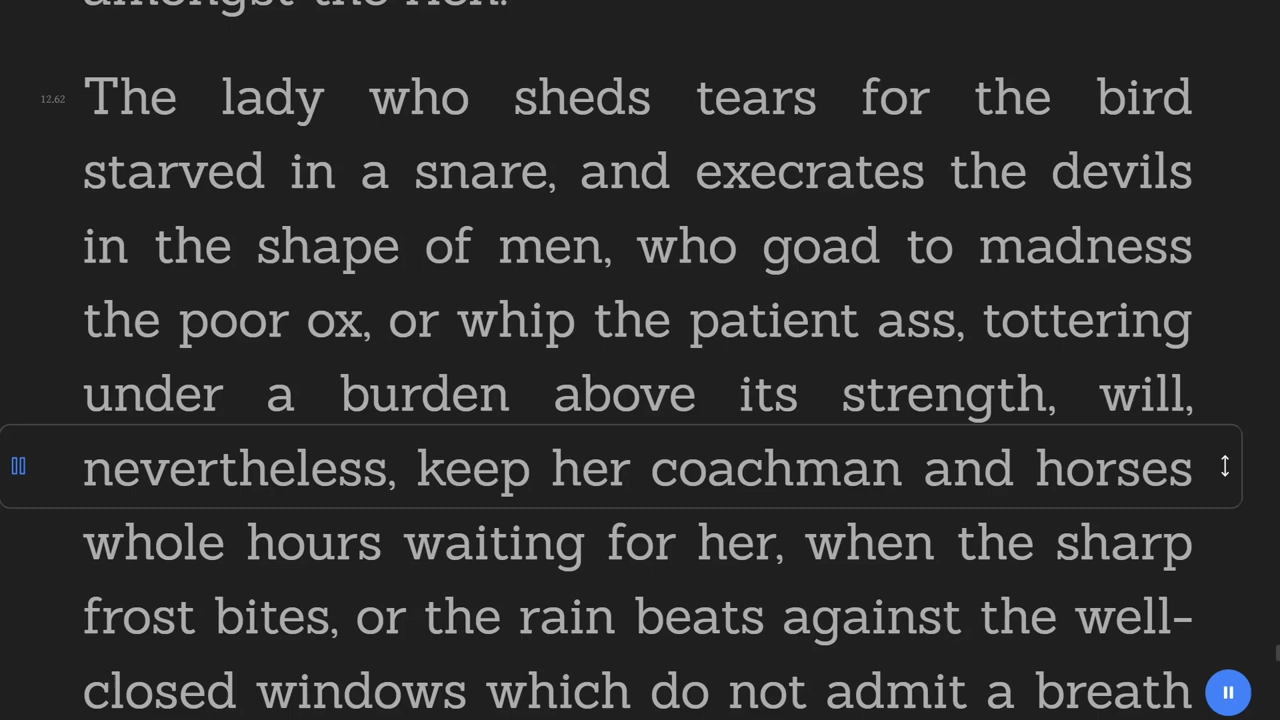 amongst the rich.
12.62
The lady who sheds tears for the bird
starved in a snare, and execrates the devils
in the shape of men, who goad to madness
the poor ox, or whip the patient ass, tottering
under a burden above its strength, will,
nevertheless, keep her coachman and horses
whole hours waiting for her, when the sharp
frost bites, or the rain beats against the well-
closed windows which do not admit a breath